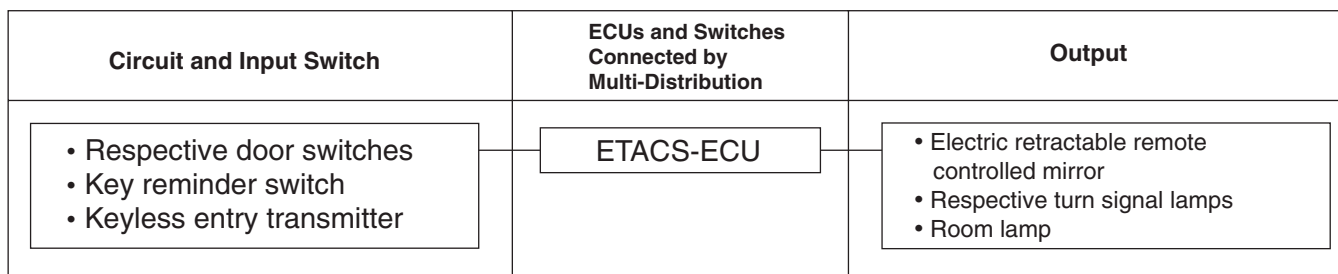 Circuit and Input Switch
ECUs and Switches
Connected by
Multi-Distribution
Output
• Respective door switches
• Key reminder switch
• Keyless entry transmitter
ETACS-ECU
• Electric retractable remote
controlled mirror
• Respective turn signal lamps
• Room lamp